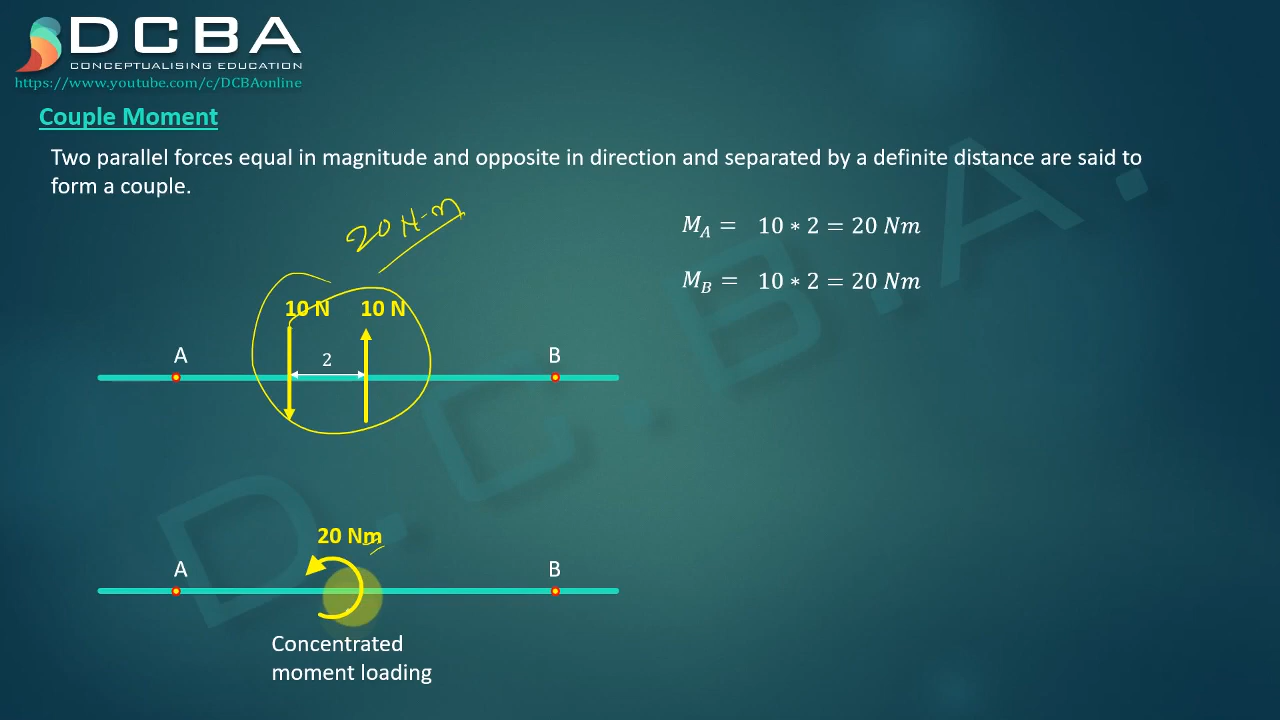 DCBA
CONCEPTUALISING EDUCATION
https://www.youtube.com/c/DCBAonline
Couple Moment
Two parallel forces equal in magnitude and opposite in direction and separated by a definite distance are said to
form a couple.
20 N-m
M_A = 10 * 2 = 20 Nm
M_B = 10 * 2 = 20 Nm
10 N 10 N
A 2 B
20 Nm
A B
Concentrated
moment loading
D.C.B.A.